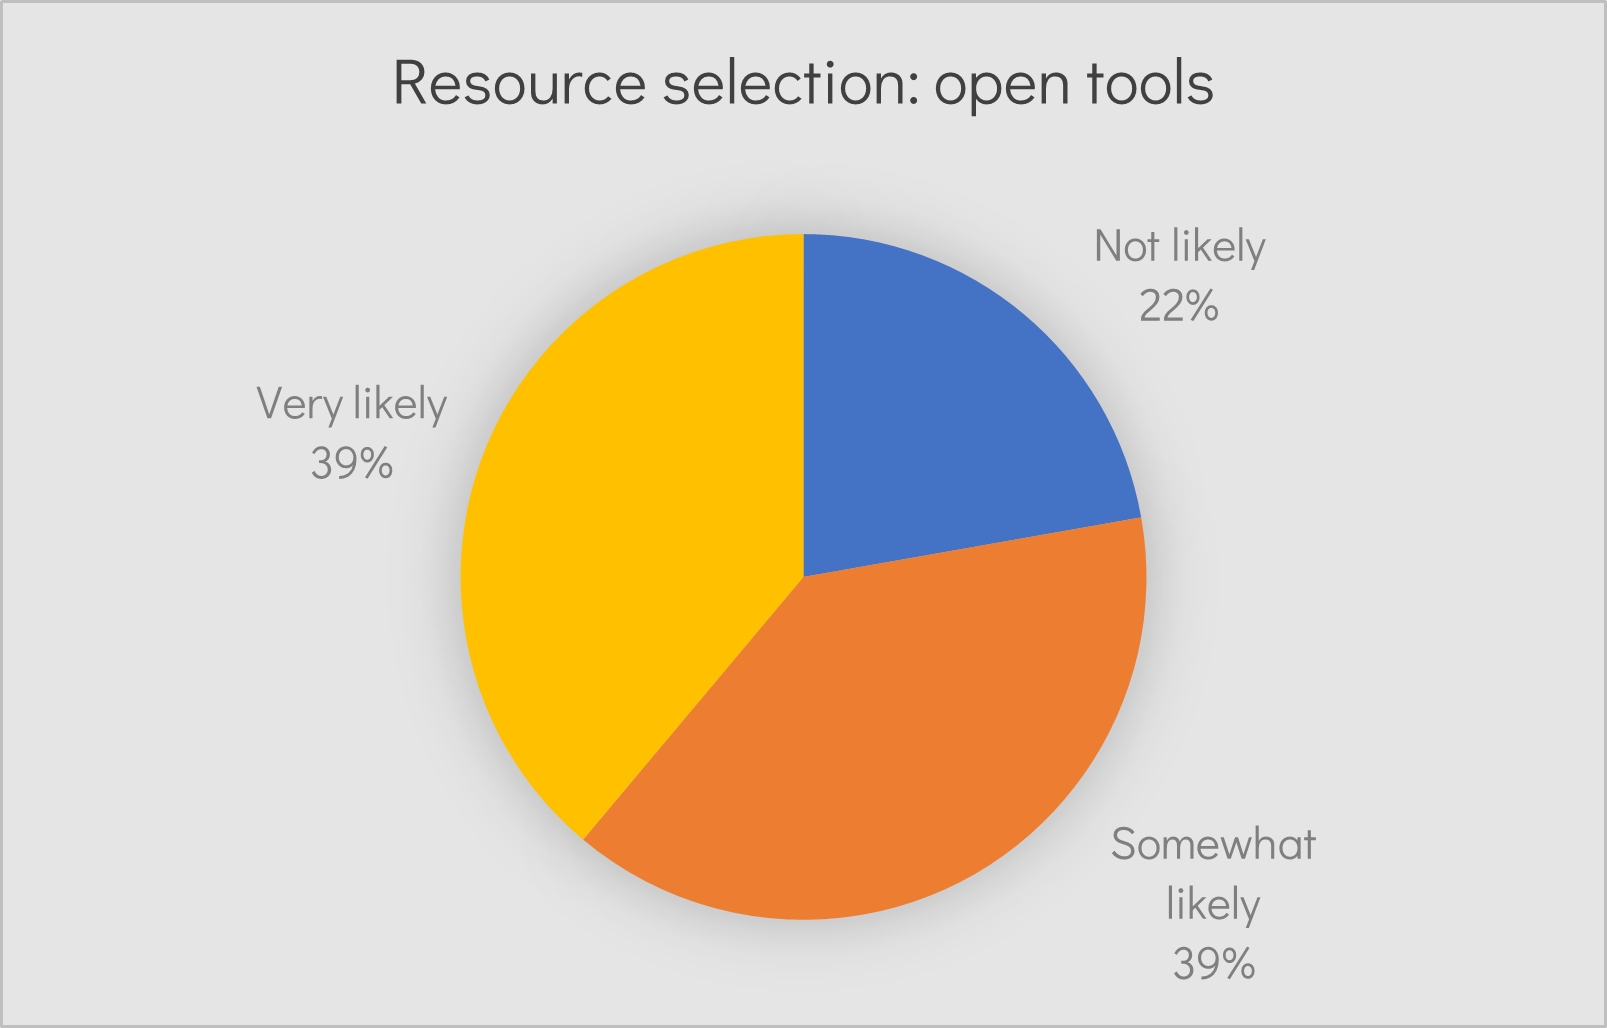 Resource selection: open tools
Not likely
22%
Very likely
39%
Somewhat
likely
39%